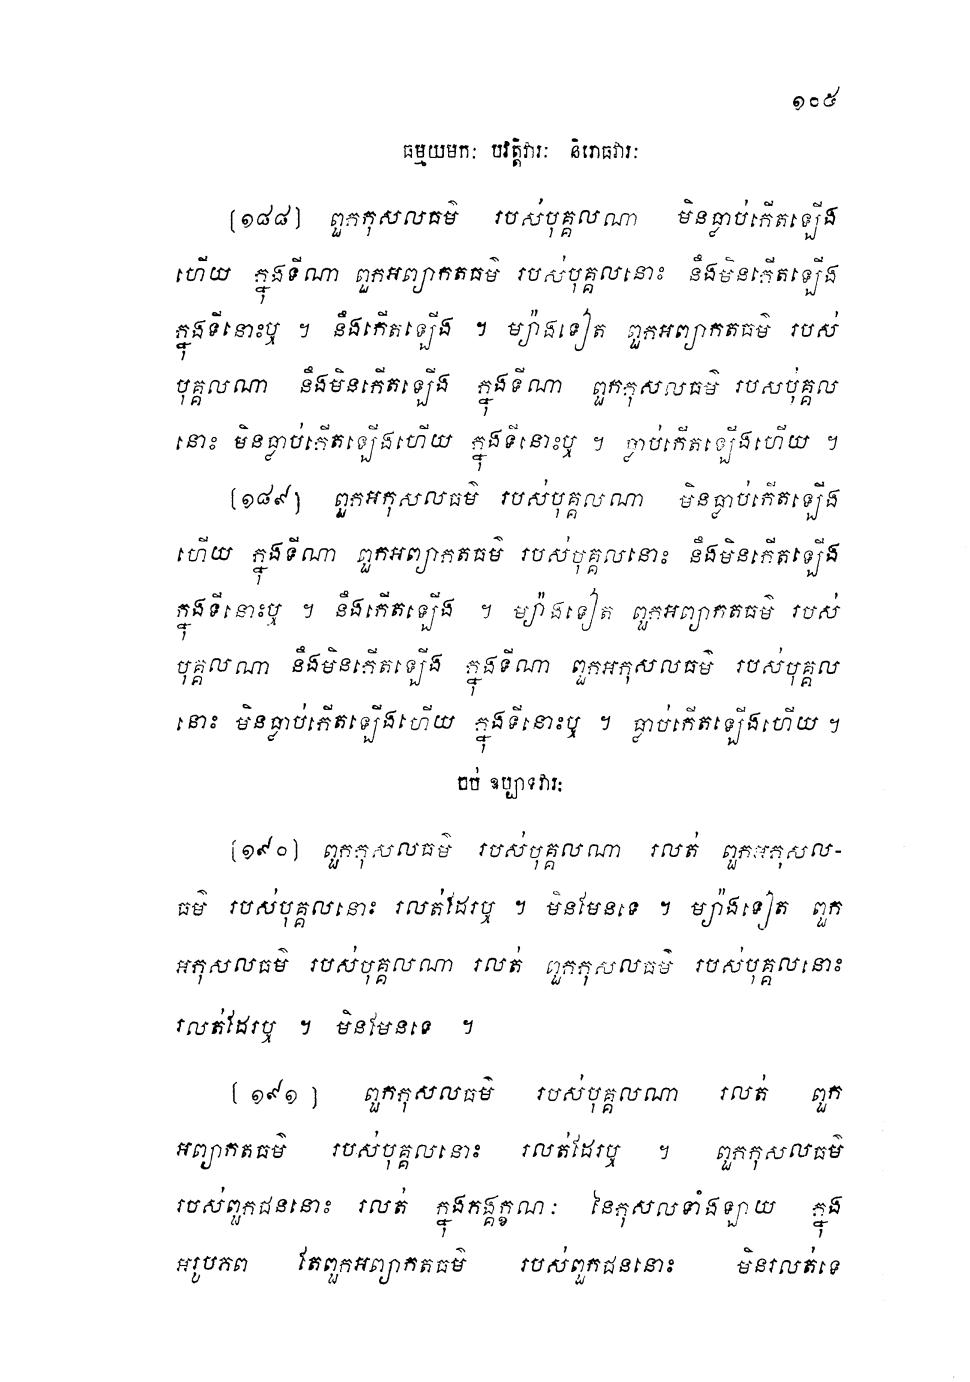 ១០៥
ធម្មយមកៈ បវត្តិវារៈ និរោធវារៈ
(១៨៨) ពួកកុសលធម៌ របស់បុគ្គលណា មិនធ្លាប់កើតឡើង
ហើយ ក្នុងទីណា ពួកអព្យាកតធម៌ របស់បុគ្គលនោះ នឹងមិនកើតឡើង
ក្នុងទីនោះឬ ។ នឹងកើតឡើង ។ ម្យ៉ាងទៀត ពួកអព្យាកតធម៌ របស់
បុគ្គលណា នឹងមិនកើតឡើង ក្នុងទីណា ពួកកុសលធម៌ របស់បុគ្គល
នោះ មិនធ្លាប់កើតឡើងហើយ ក្នុងទីនោះឬ ។ ធ្លាប់កើតឡើងហើយ ។
(១៨៩) ពួកអកុសលធម៌ របស់បុគ្គលណា មិនធ្លាប់កើតឡើង
ហើយ ក្នុងទីណា ពួកអព្យាកតធម៌ របស់បុគ្គលនោះ នឹងមិនកើតឡើង
ក្នុងទីនោះឬ ។ នឹងកើតឡើង ។ ម្យ៉ាងទៀត ពួកអព្យាកតធម៌ របស់
បុគ្គលណា នឹងមិនកើតឡើង ក្នុងទីណា ពួកអកុសលធម៌ របស់បុគ្គល
នោះ មិនធ្លាប់កើតឡើងហើយ ក្នុងទីនោះឬ ។ ធ្លាប់កើតឡើងហើយ ។
ចប់ ឧប្បាទវារៈ
(១៩០) ពួកកុសលធម៌ របស់បុគ្គលណា រលត់ ពួកអកុសល-
ធម៌ របស់បុគ្គលនោះ រលត់ដែរឬ ។ មិនមែនទេ ។ ម្យ៉ាងទៀត ពួក
អកុសលធម៌ របស់បុគ្គលណា រលត់ ពួកកុសលធម៌ របស់បុគ្គលនោះ
រលត់ដែរឬ ។ មិនមែនទេ ។
(១៩១) ពួកកុសលធម៌ របស់បុគ្គលណា រលត់ ពួក
អព្យាកតធម៌ របស់បុគ្គលនោះ រលត់ដែរឬ ។ ពួកកុសលធម៌
របស់ពួកជននោះ រលត់ ក្នុងភង្គក្ខណៈ នៃកុសលទាំងឡាយ ក្នុង
អរូបភព តែពួកអព្យាកតធម៌ របស់ពួកជននោះ មិនរលត់ទេ